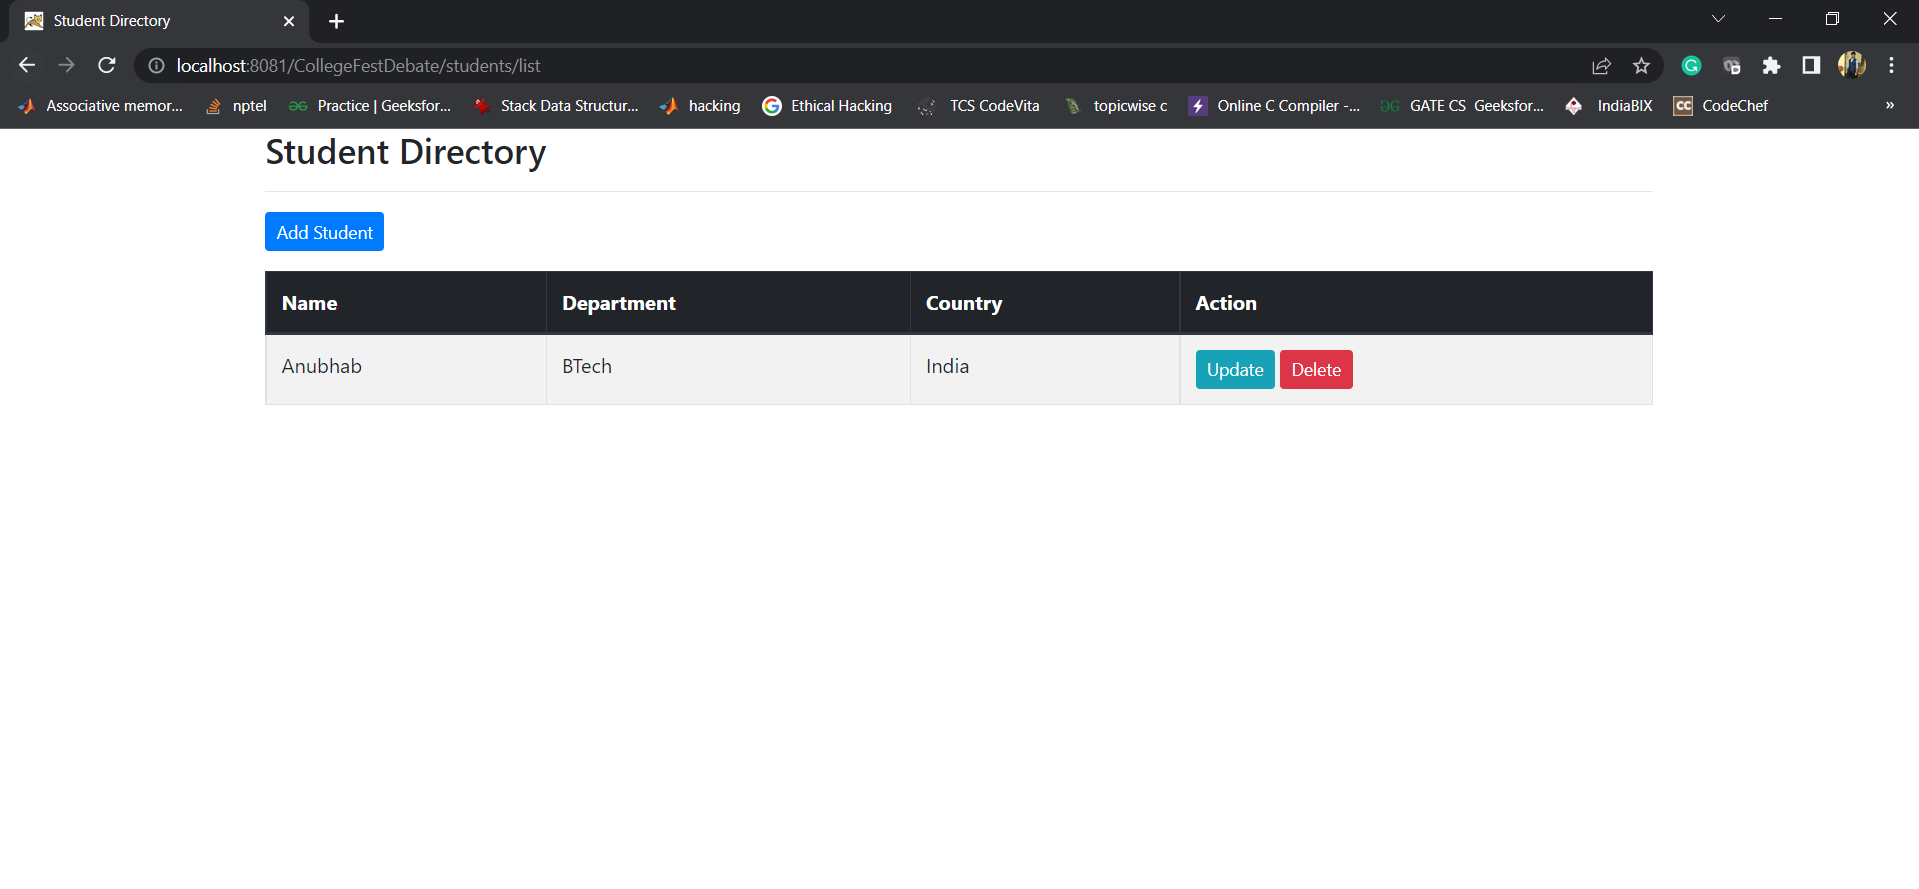 Student Directory
localhost:8081/CollegeFestDebate/students/list
Associative memor... nptel Practice | Geeksfor... Stack Data Structur... hacking Ethical Hacking TCS CodeVita topicwise c Online C Compiler -... GATE CS Geeksfor... IndiaBIX CC CodeChef »
Student Directory
Add Student
Name Department Country Action
Anubhab BTech India Update Delete